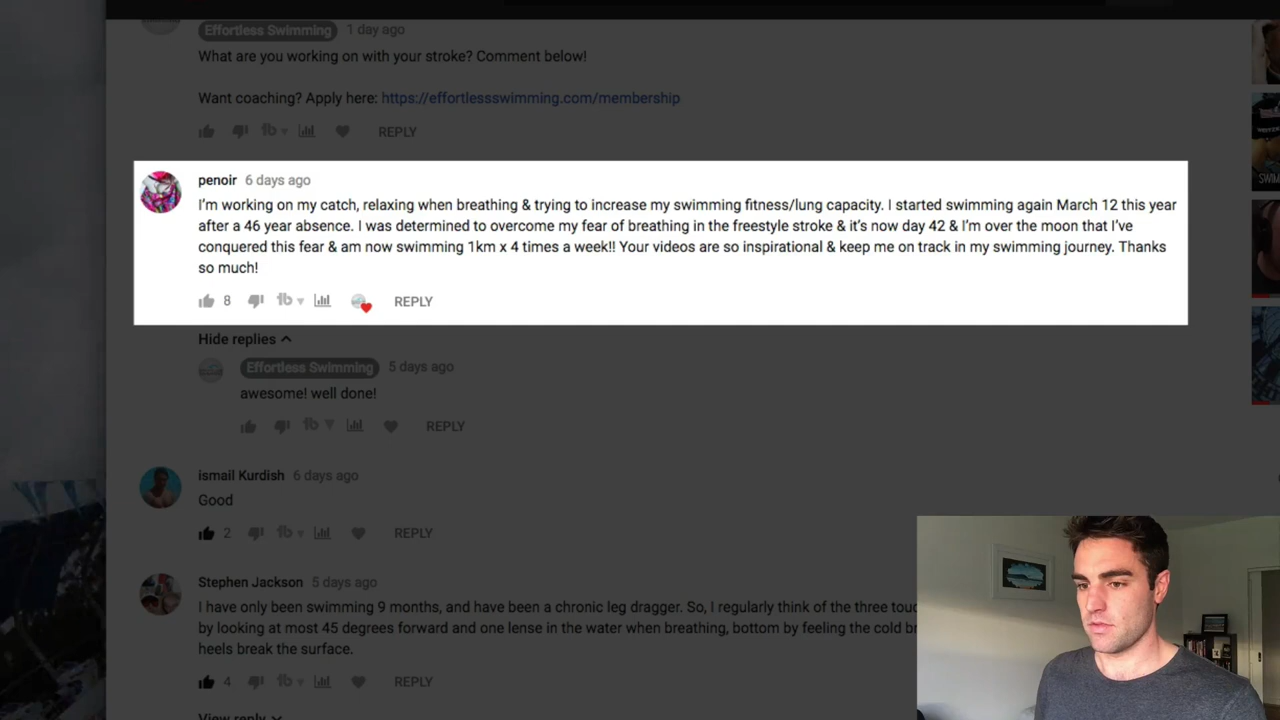 Effortless Swimming 1 day ago
What are you working on with your stroke? Comment below!
Want coaching? Apply here: https://effortlessswimming.com/membership
REPLY
penoir 6 days ago
I'm working on my catch, relaxing when breathing & trying to increase my swimming fitness/lung capacity. I started swimming again March 12 this year
after a 46 year absence. I was determined to overcome my fear of breathing in the freestyle stroke & it's now day 42 & I'm over the moon that I've
conquered this fear & am now swimming 1km x 4 times a week!! Your videos are so inspirational & keep me on track in my swimming journey. Thanks
so much!
8 REPLY
Hide replies
Effortless Swimming 5 days ago
awesome! well done!
REPLY
ismail Kurdish 6 days ago
Good
2 REPLY
Stephen Jackson 5 days ago
I have only been swimming 9 months, and have been a chronic leg dragger. So, I regularly think of the three
by looking at most 45 degrees forward and one lense in the water when breathing, bottom by feeling the cold
heels break the surface.
4 REPLY
View reply